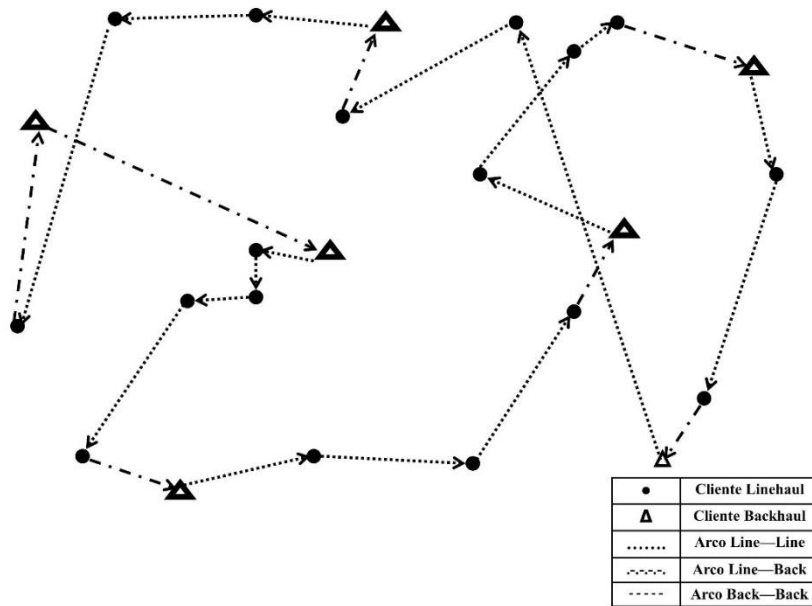 Cliente Linehaul
Cliente Backhaul
Arco Line—Line
Arco Line—Back
Arco Back—Back